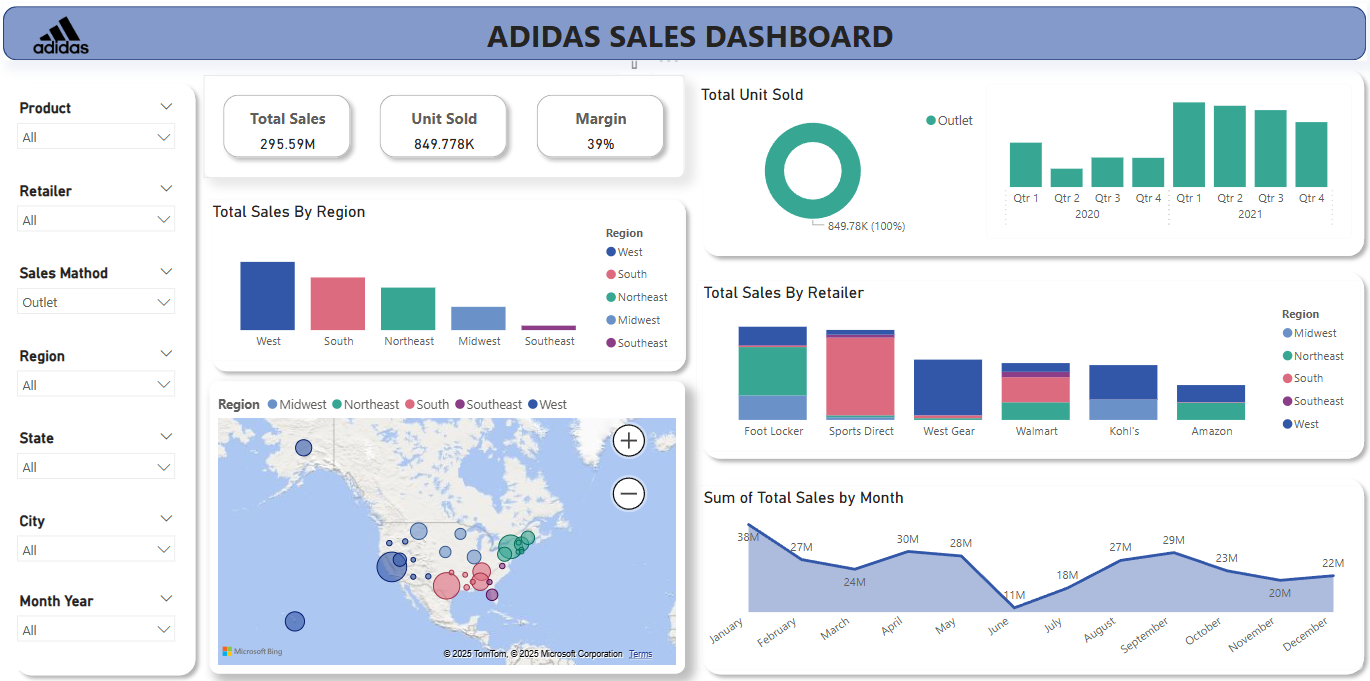 adidas
ADIDAS SALES DASHBOARD
Product
All
Retailer
All
Sales Mathod
Outlet
Region
All
State
All
City
All
Month Year
All
Total Sales
295.59M
Unit Sold
849.778K
Margin
39%
Total Sales By Region
West
South
Northeast
Midwest
Southeast
Region
West
South
Northeast
Midwest
Southeast
Region Midwest Northeast South Southeast West
Microsoft Bing
© 2025 TomTom, © 2025 Microsoft Corporation Terms
Total Unit Sold
Outlet
849.78K (100%)
Qtr 1 Qtr 2 Qtr 3 Qtr 4 Qtr 1 Qtr 2 Qtr 3 Qtr 4
2020 2021
Total Sales By Retailer
Foot Locker Sports Direct West Gear Walmart Kohl's Amazon
Region
Midwest
Northeast
South
Southeast
West
Sum of Total Sales by Month
38M 27M 24M 30M 28M 11M 18M 27M 29M 23M 20M 22M
January February March April May June July August September October November December